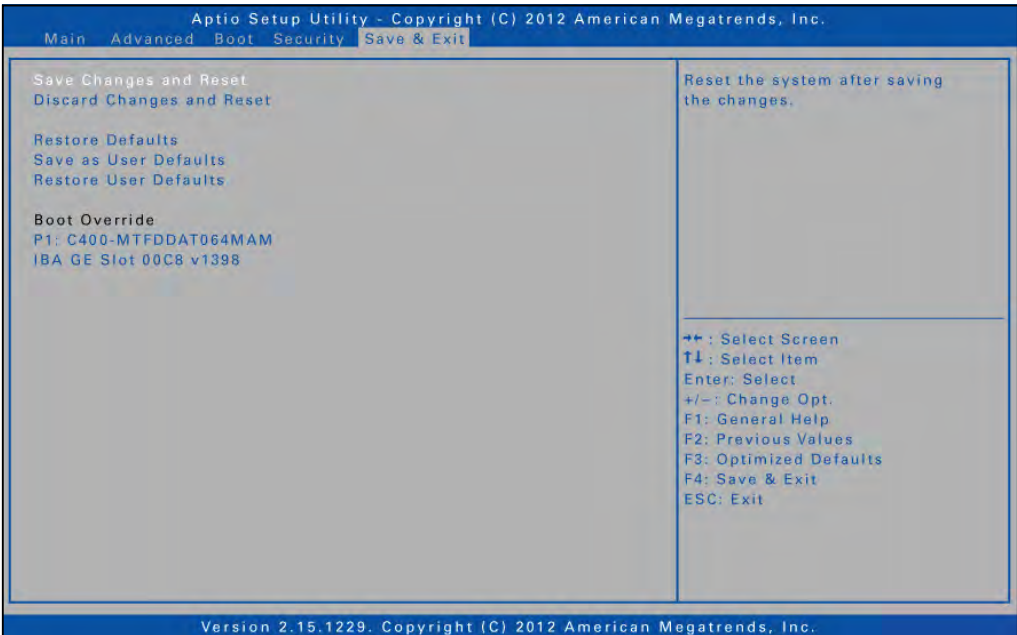 Aptio Setup Utility - Copyright (C) 2012 American Megatrends, Inc.
Main Advanced Boot Security Save & Exit
Save Changes and Reset
Discard Changes and Reset
Restore Defaults
Save as User Defaults
Restore User Defaults
Boot Override
P1: C400-MTFDDAT064MAM
IBA GE Slot 00C8 v1398
Reset the system after saving
the changes.
→←: Select Screen
↑↓: Select Item
Enter: Select
+/–: Change Opt.
F1: General Help
F2: Previous Values
F3: Optimized Defaults
F4: Save & Exit
ESC: Exit
Version 2.15.1229. Copyright (C) 2012 American Megatrends, Inc.